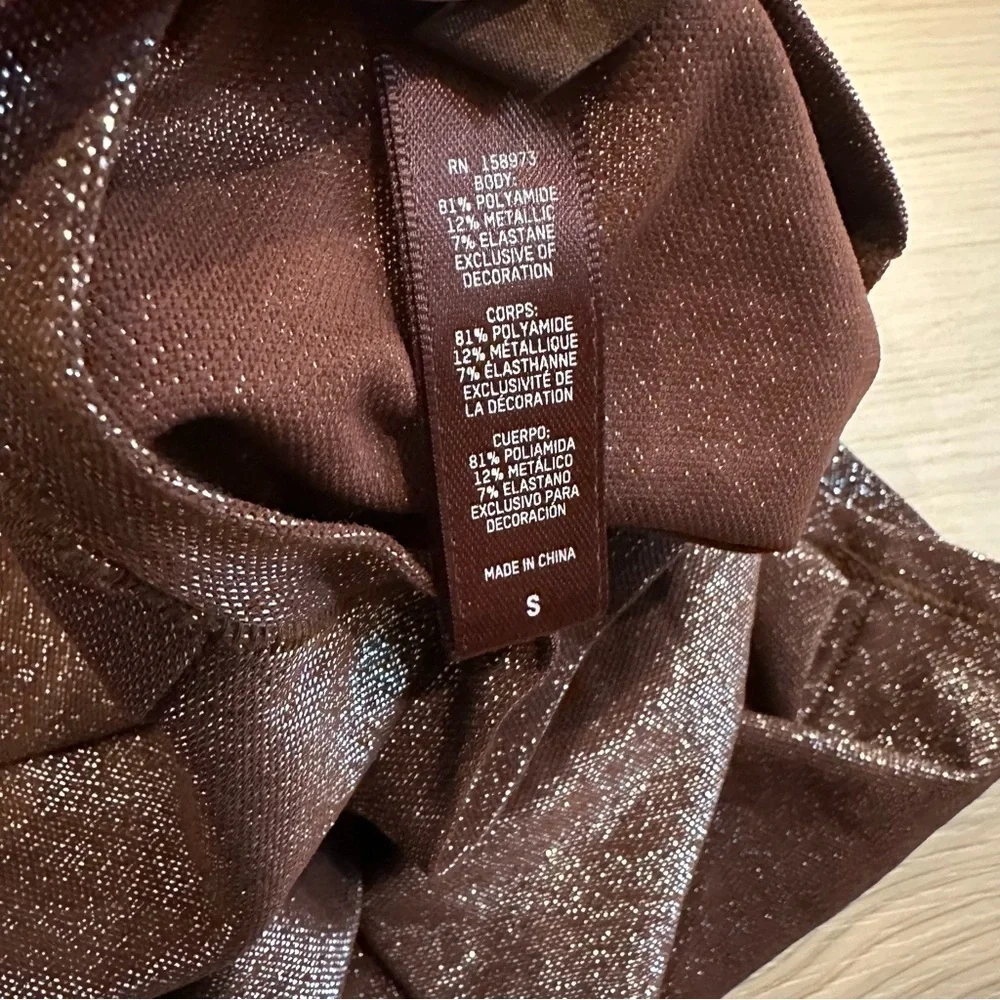 RN 158973
BODY:
81% POLYAMIDE
12% METALLIC
7% ELASTANE
EXCLUSIVE OF
DECORATION
CORPS:
81% POLYAMIDE
12% MÉTALLIQUE
7% ÉLASTHANNE
EXCLUSIVITÉ DE
LA DÉCORATION
CUERPO:
81% POLIAMIDA
12% METÁLICO
7% ELASTANO
EXCLUSIVO PARA
DECORACIÓN
MADE IN CHINA
S